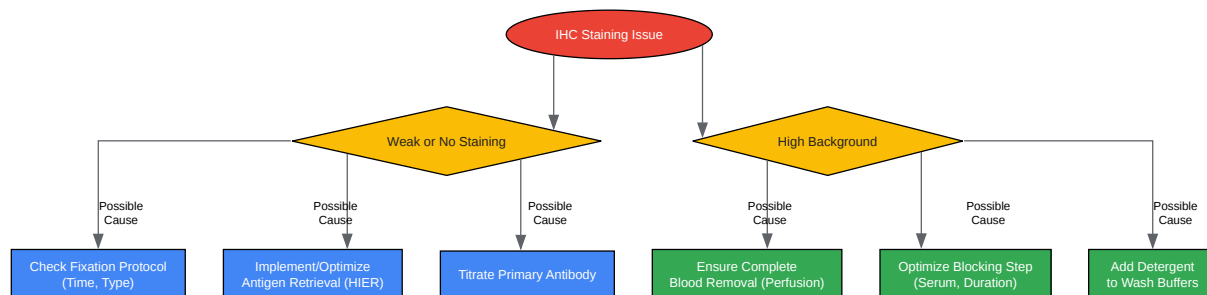 IHC Staining Issue
Weak or No Staining
High Background
Possible
Cause
Possible
Cause
Possible
Cause
Possible
Cause
Possible
Cause
Possible
Cause
Check Fixation Protocol
(Time, Type)
Implement/Optimize
Antigen Retrieval (HIER)
Titrate Primary Antibody
Ensure Complete
Blood Removal (Perfusion)
Optimize Blocking Step
(Serum, Duration)
Add Detergent
to Wash Buffers